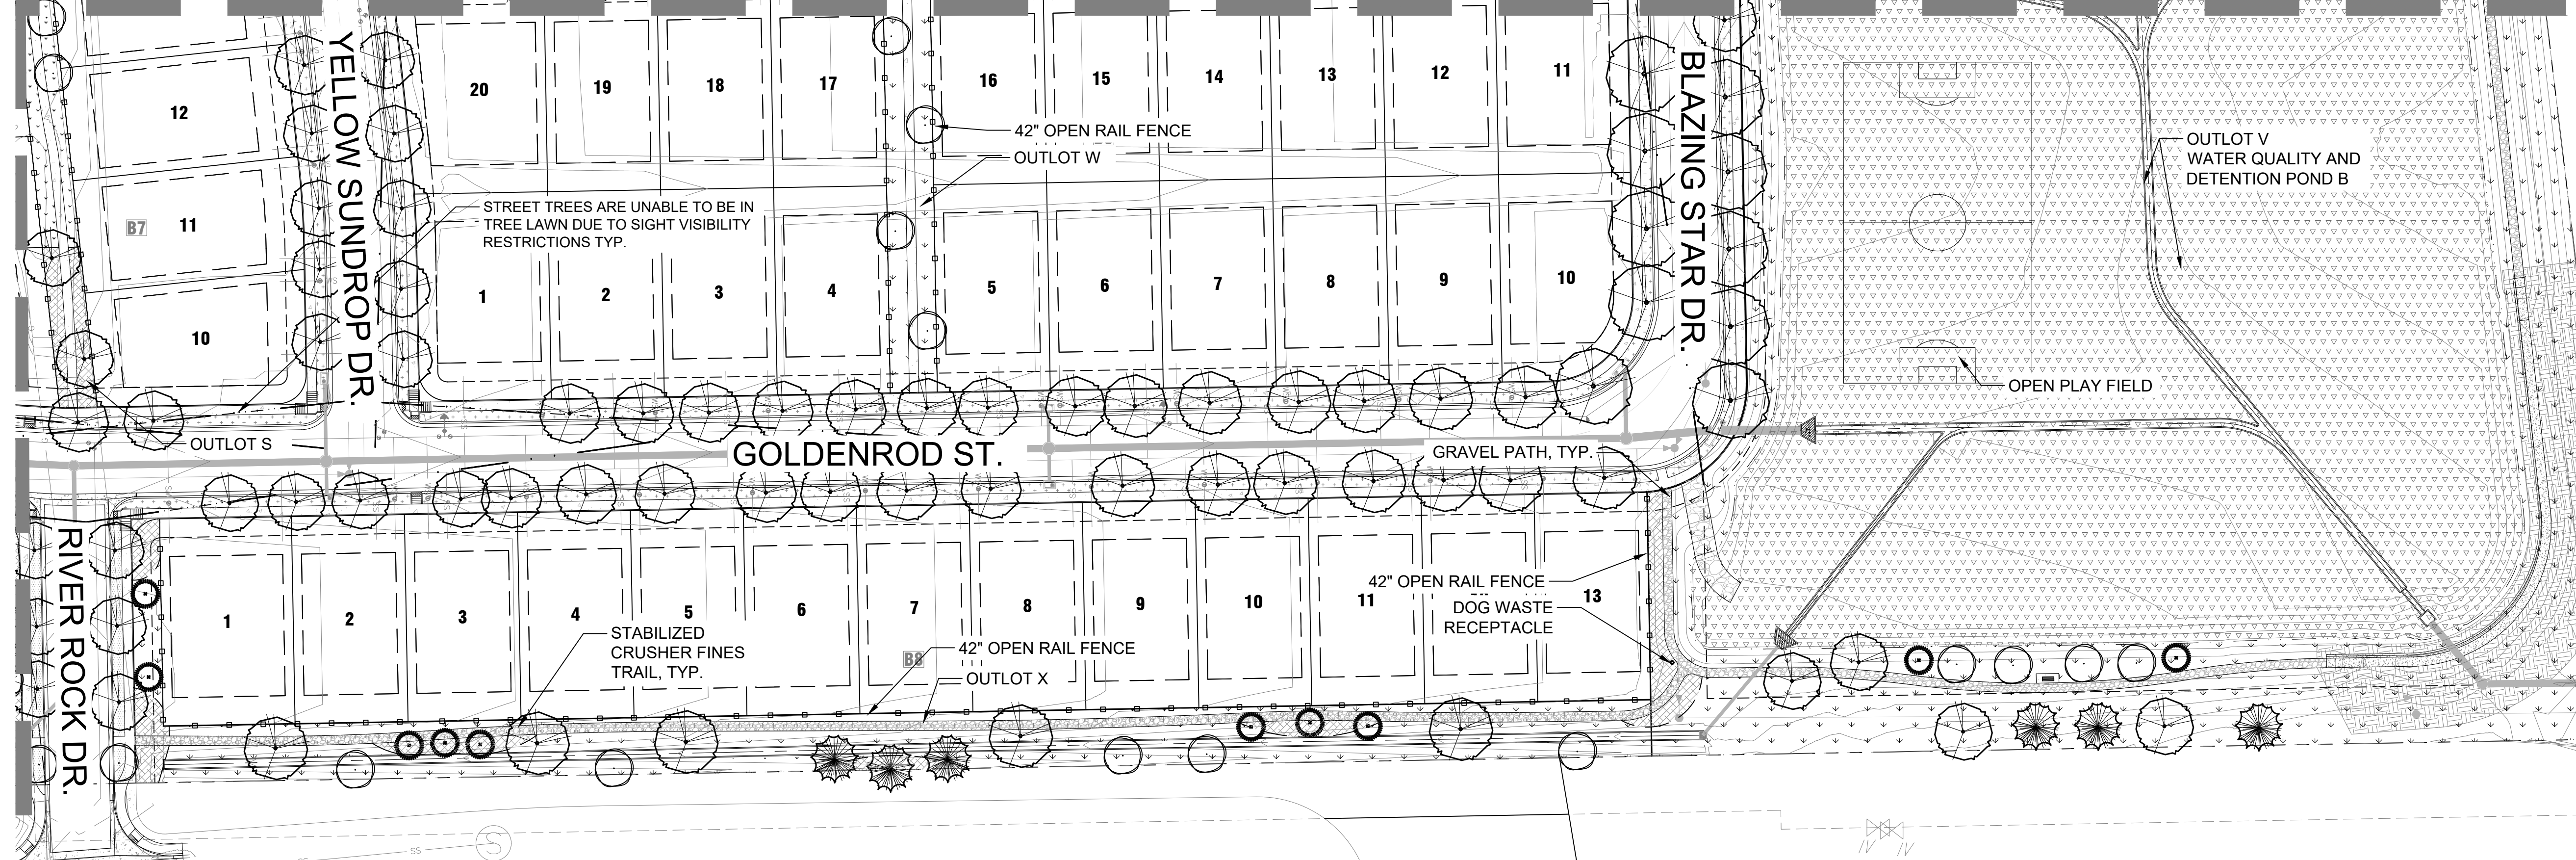 YELLOW SUNDROP DR.
BLAZING STAR DR.
20
19
18
17
16
15
14
13
12
11
12
11
10
B7
42" OPEN RAIL FENCE
OUTLOT W
STREET TREES ARE UNABLE TO BE IN
TREE LAWN DUE TO SIGHT VISIBILITY
RESTRICTIONS TYP.
OUTLOT V
WATER QUALITY AND
DETENTION POND B
1
2
3
4
5
6
7
8
9
10
OPEN PLAY FIELD
OUTLOT S
GOLDENROD ST.
GRAVEL PATH, TYP.
RIVER ROCK DR.
1
2
3
4
5
6
7
8
9
10
11
13
B8
42" OPEN RAIL FENCE
DOG WASTE
RECEPTACLE
STABILIZED
CRUSHER FINES
TRAIL, TYP.
42" OPEN RAIL FENCE
OUTLOT X
S
SS